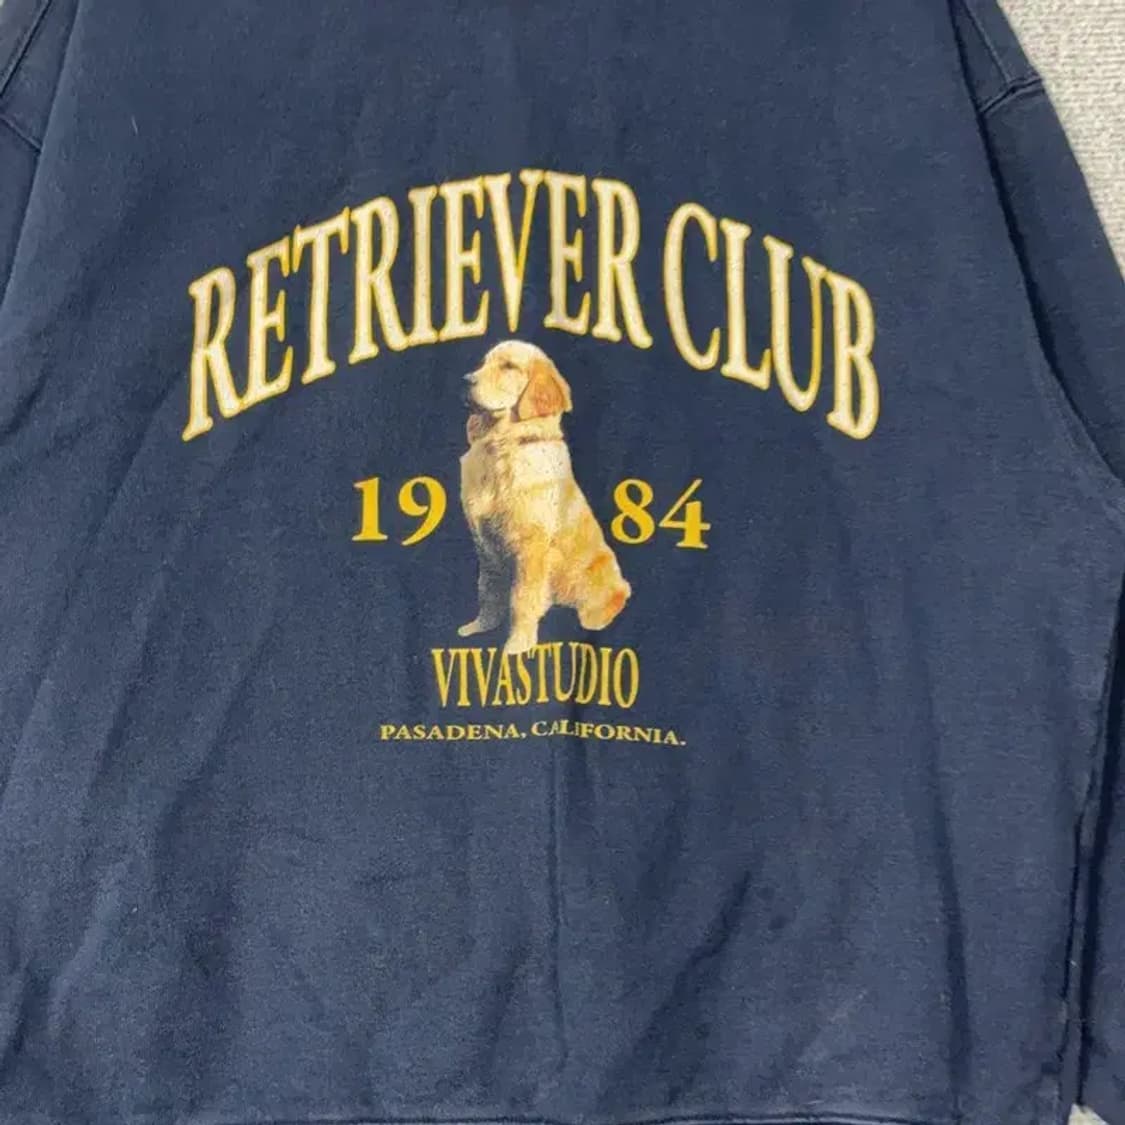 RETRIEVER CLUB
19 84
VIVASTUDIO
PASADENA, CALIFORNIA.